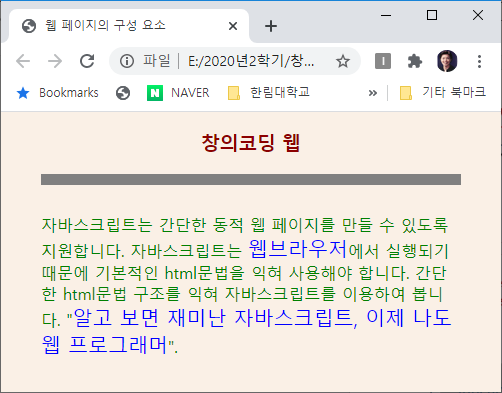 웹 페이지의 구성 요소
파일 | E:/2020년2학기/창...
Bookmarks NAVER 한림대학교 » 기타 북마크
창의코딩 웹
자바스크립트는 간단한 동적 웹 페이지를 만들 수 있도록
지원합니다. 자바스크립트는 웹브라우저에서 실행되기
때문에 기본적인 html문법을 익혀 사용해야 합니다. 간단
한 html문법 구조를 익혀 자바스크립트를 이용하여 봅니
다. "알고 보면 재미난 자바스크립트, 이제 나도
웹 프로그래머".